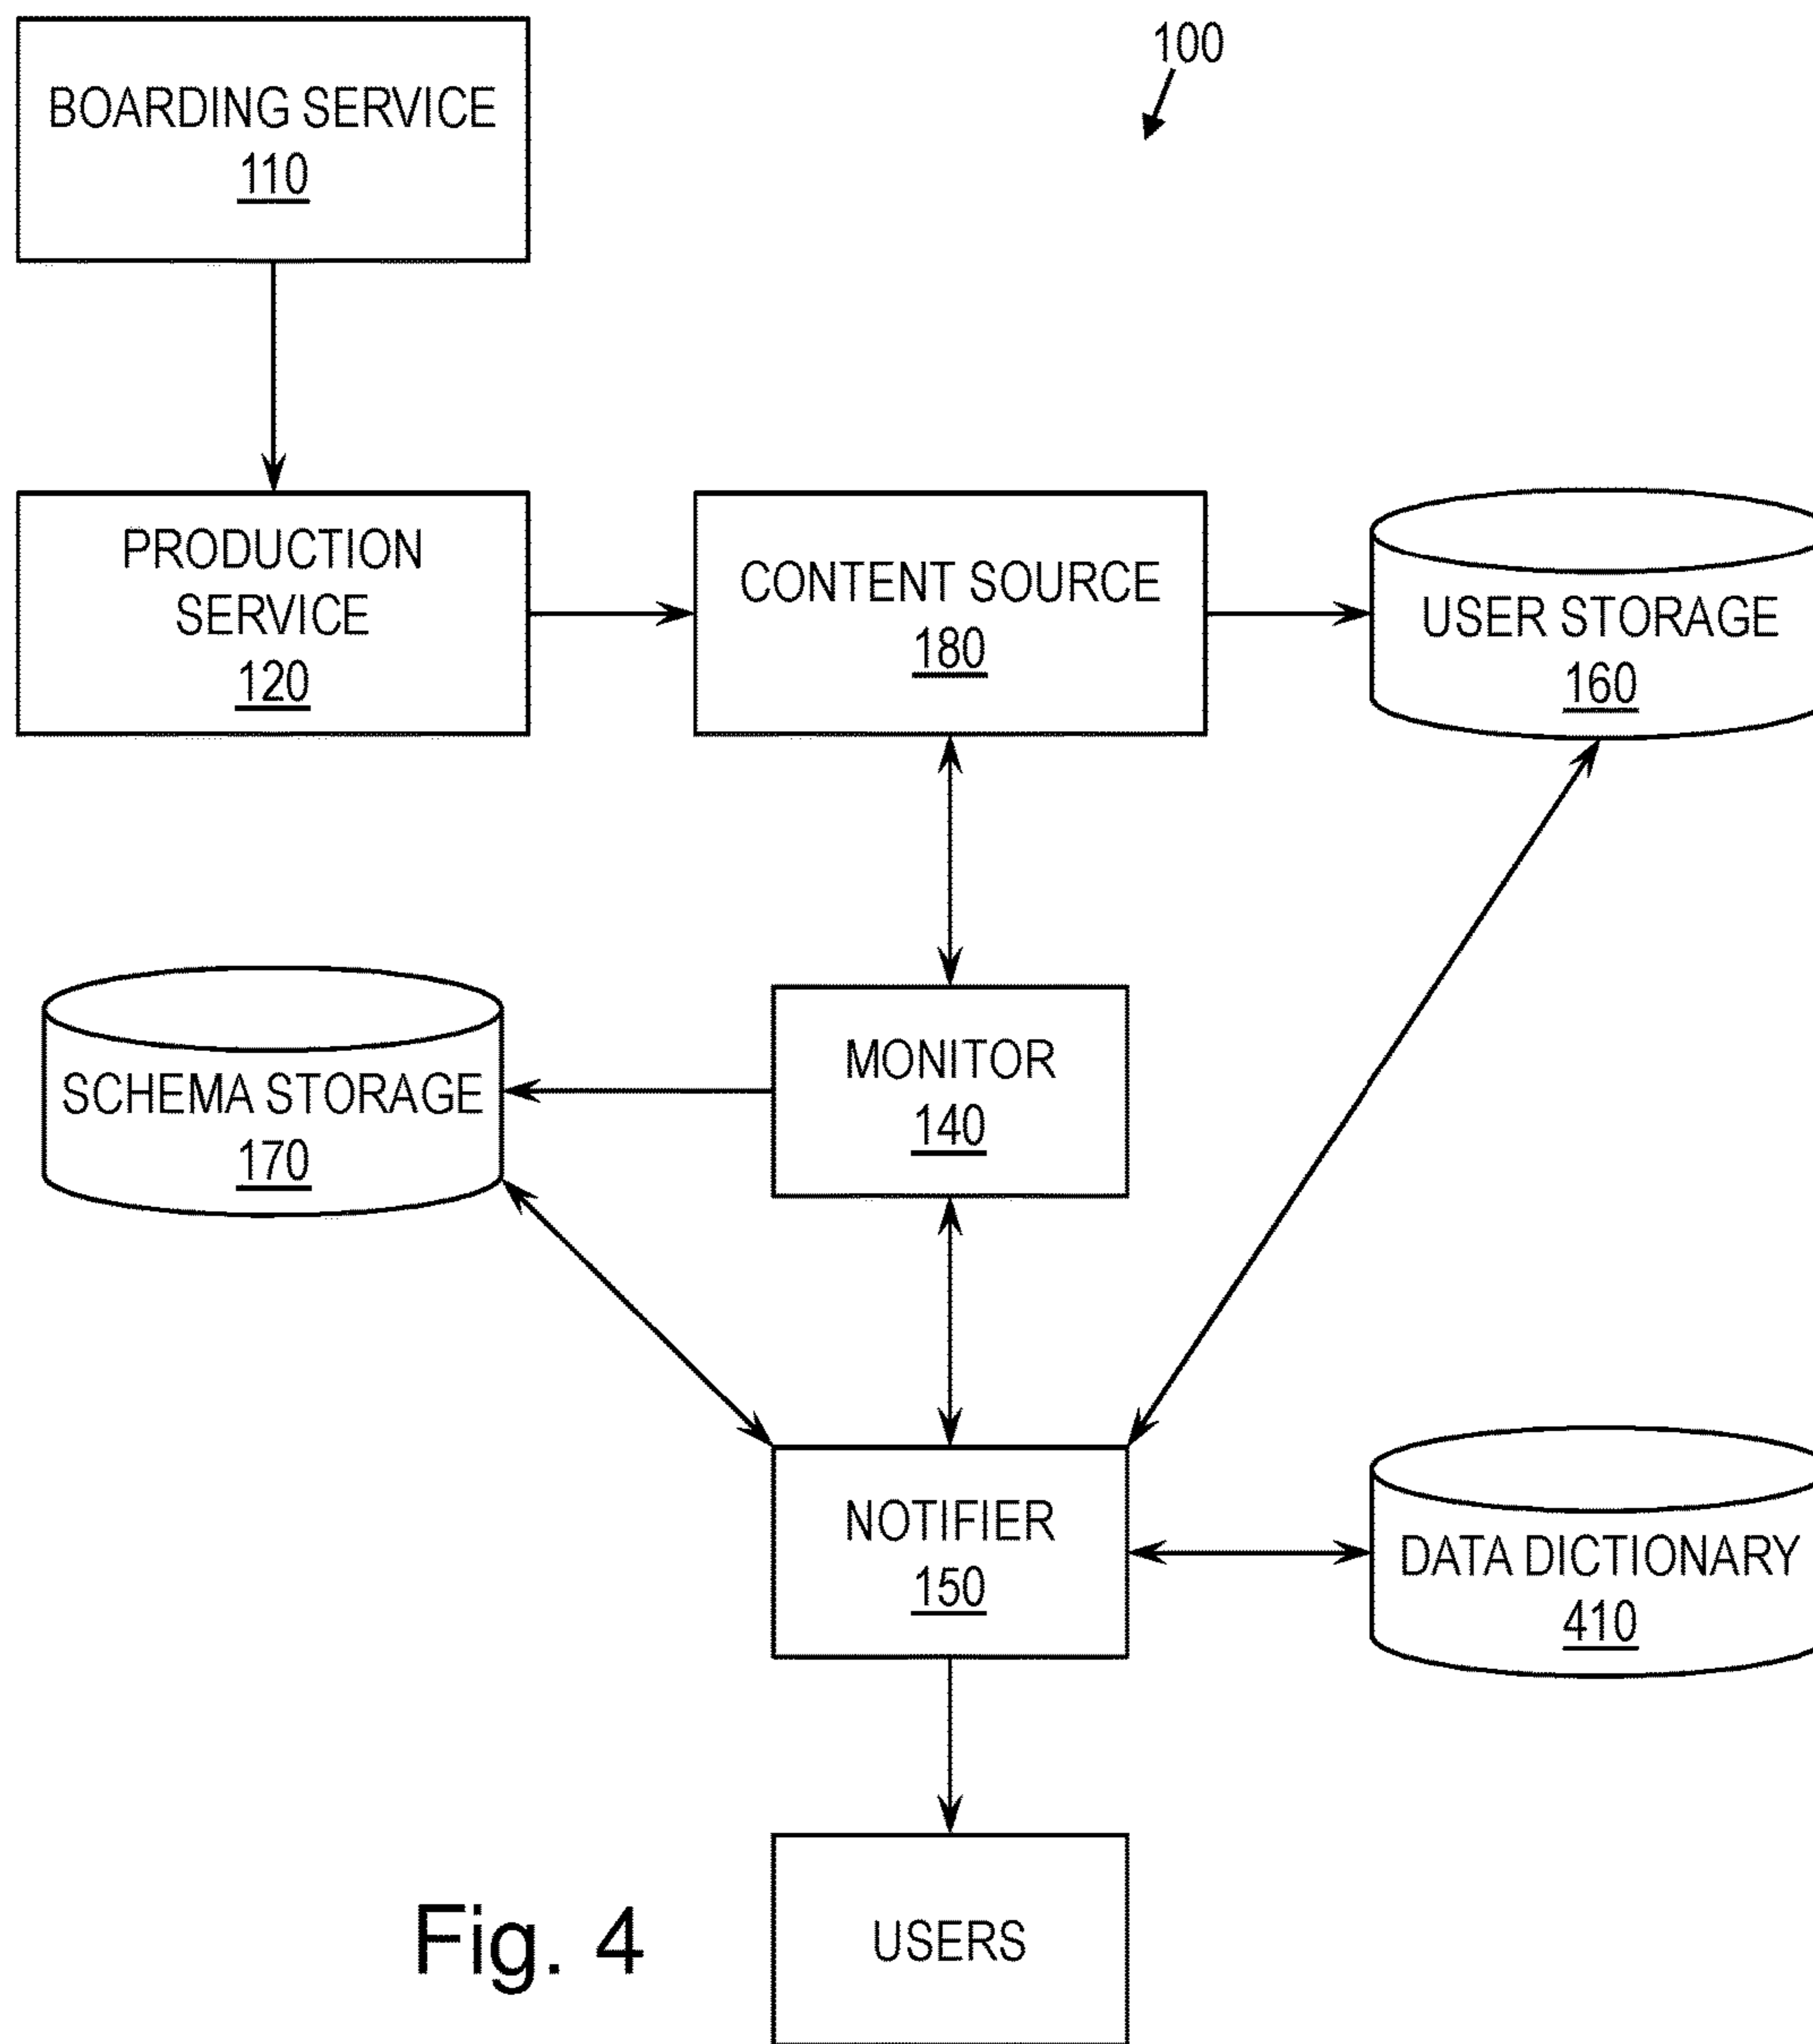 100
BOARDING SERVICE
110
PRODUCTION
SERVICE
120
CONTENT SOURCE
180
USER STORAGE
160
SCHEMA STORAGE
170
MONITOR
140
NOTIFIER
150
DATA DICTIONARY
410
USERS
Fig. 4